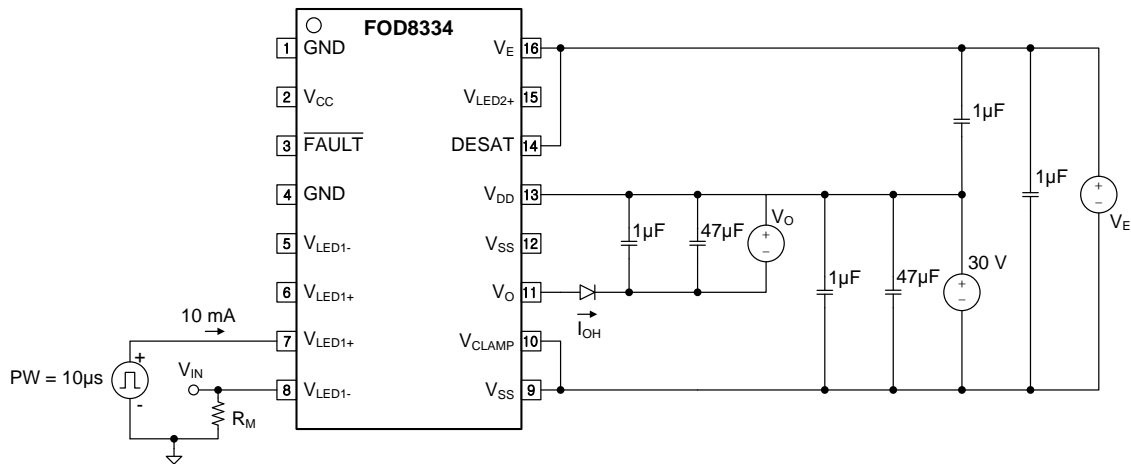 FOD8334
1 GND
2 VCC
3 FAULT
4 GND
5 VLED1-
6 VLED1+
7 VLED1+
8 VLED1-
VE 16
VLED2+ 15
DESAT 14
VDD 13
VSS 12
VO 11
VCLAMP 10
VSS 9
10 mA
PW = 10µs
+
-
VIN
RM
IOH
1µF
47µF
VO
+
–
1µF
47µF
30 V
+
–
1µF
1µF
+
–
VE